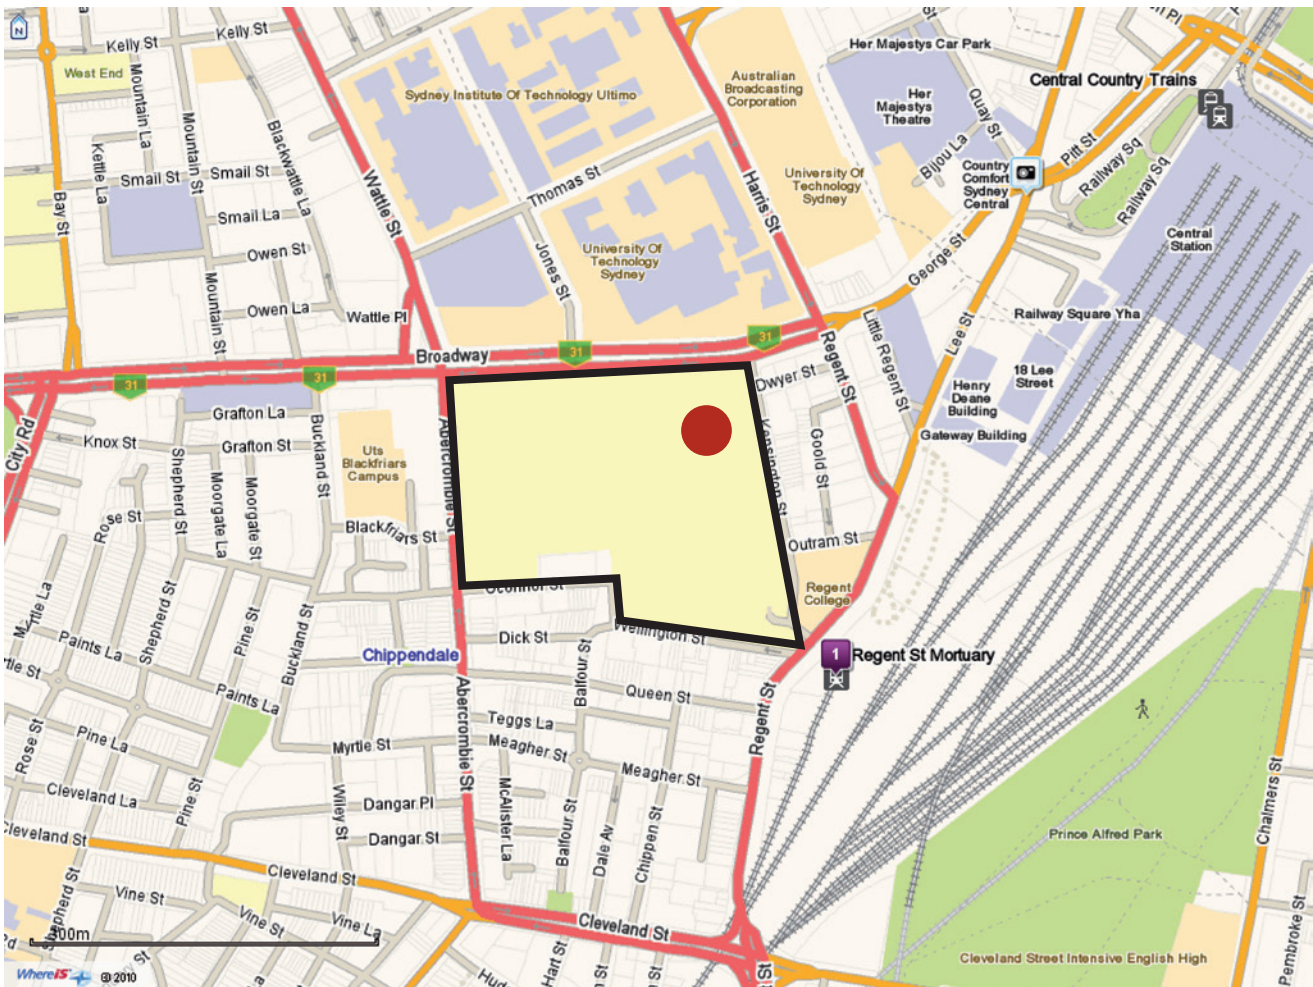 N
Kelly St
Kelly St
West End
Mountain La
Mountain St
Blackwattle La
Kettle La
Smail St
Smail St
Smail La
Bay St
Owen St
Owen La
Mountain St
Wattle St
Wattle Pl
Sydney Institute Of Technology Ultimo
Thomas St
Jones St
University Of
Technology
Sydney
Australian
Broadcasting
Corporation
Harris St
University Of
Technology
Sydney
Her Majestys Car Park
Her
Majestys
Theatre
Quay St
Bijou La
Country
Comfort
Sydney
Central
Central Country Trains
Pitt St
Railway Sq
Railway Sq
Central
Station
George St
Lee St
Railway Square Yha
18 Lee
Street
Henry
Deane
Building
Gateway Building
Little Regent St
Regent St
Broadway
31
31
31
31
Dwyer St
Kensington St
Goold St
Outram St
Regent
College
City Rd
Grafton La
Knox St
Grafton St
Shepherd St
Moorgate La
Moorgate St
Buckland St
Uts
Blackfriars
Campus
Abercrombie St
Rose St
Blackfriars St
Oconnor St
Dick St
Wellington St
Balfour St
1
Regent St Mortuary
Chippendale
Paints La
Shepherd St
Pine St
Buckland St
Paints La
Rose St
Pine La
Queen St
Teggs La
Meagher St
Meagher St
Regent St
Abercrombie St
Myrtle St
Cleveland La
Pine St
Wiley St
Dangar Pl
Dangar St
McAlister La
Balfour St
Dale Av
Chippen St
Cleveland St
Cleveland St
Cleveland St
Vine St
Vine St
Vine La
Shepherd St
Hart St
Prince Alfred Park
Chalmers St
Pembroke St
Cleveland Street Intensive English High
WhereiS
© 2010